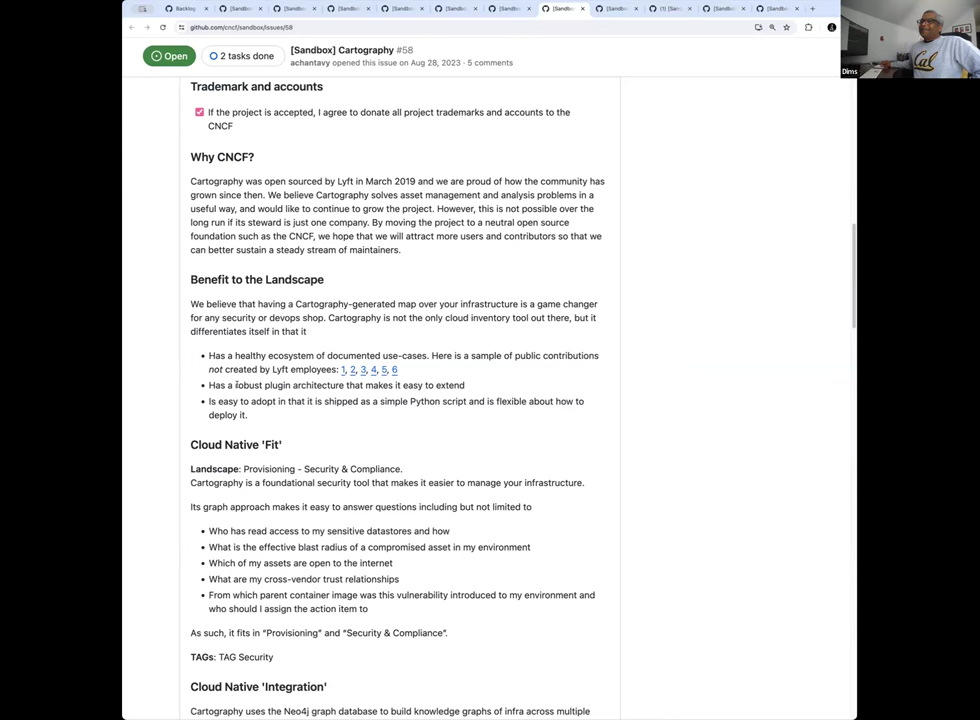 Backlog
[Sandbox]
[Sandbox]
[Sandbox]
[Sandbox]
[Sandbox]
[Sandbox]
[Sandbox]
[Sandbox]
(1) [San
[Sandbox]
[Sandbox]
github.com/cncf/sandbox/issues/58
Open
2 tasks done
[Sandbox] Cartography #58
achantavy opened this issue on Aug 28, 2023 · 5 comments
Dims
Cal
Trademark and accounts
If the project is accepted, I agree to donate all project trademarks and accounts to the
CNCF
Why CNCF?
Cartography was open sourced by Lyft in March 2019 and we are proud of how the community has
grown since then. We believe Cartography solves asset management and analysis problems in a
useful way, and would like to continue to grow the project. However, this is not possible over the
long run if its steward is just one company. By moving the project to a neutral open source
foundation such as the CNCF, we hope that we will attract more users and contributors so that we
can better sustain a steady stream of maintainers.
Benefit to the Landscape
We believe that having a Cartography-generated map over your infrastructure is a game changer
for any security or devops shop. Cartography is not the only cloud inventory tool out there, but it
differentiates itself in that it
• Has a healthy ecosystem of documented use-cases. Here is a sample of public contributions
not created by Lyft employees: 1, 2, 3, 4, 5, 6
• Has a robust plugin architecture that makes it easy to extend
• Is easy to adopt in that it is shipped as a simple Python script and is flexible about how to
deploy it.
Cloud Native 'Fit'
Landscape: Provisioning - Security & Compliance.
Cartography is a foundational security tool that makes it easier to manage your infrastructure.
Its graph approach makes it easy to answer questions including but not limited to
• Who has read access to my sensitive datastores and how
• What is the effective blast radius of a compromised asset in my environment
• Which of my assets are open to the internet
• What are my cross-vendor trust relationships
• From which parent container image was this vulnerability introduced to my environment and
who should I assign the action item to
As such, it fits in "Provisioning" and "Security & Compliance".
TAGs: TAG Security
Cloud Native 'Integration'
Cartography uses the Neo4j graph database to build knowledge graphs of infra across multiple